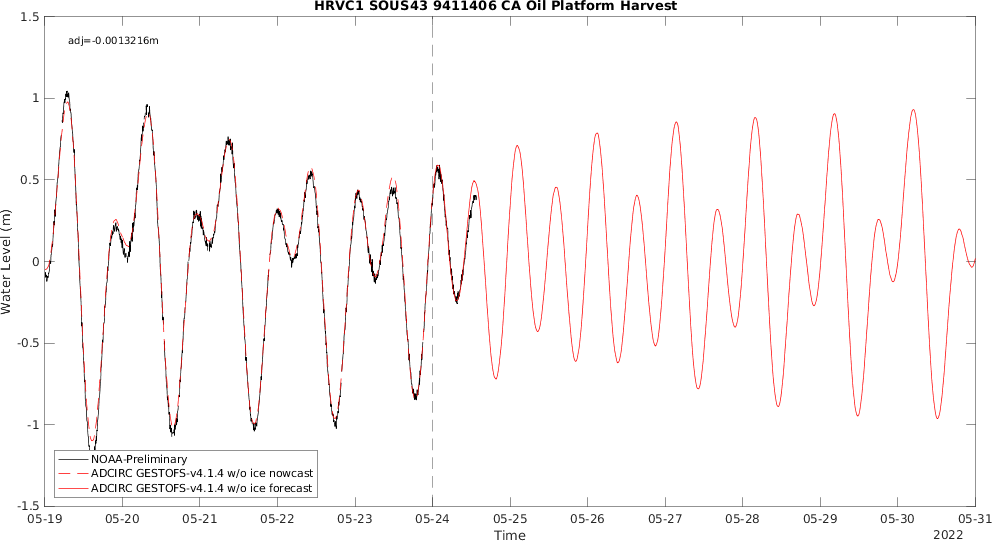 HRVC1 SOUS43 9411406 CA Oil Platform Harvest
adj=-0.0013216m
Water Level (m)
1.5
1
0.5
0
-0.5
-1
-1.5
NOAA-Preliminary
ADCIRC GESTOFS-v4.1.4 w/o ice nowcast
ADCIRC GESTOFS-v4.1.4 w/o ice forecast
05-19 05-20 05-21 05-22 05-23 05-24 05-25 05-26 05-27 05-28 05-29 05-30 05-31
Time
2022